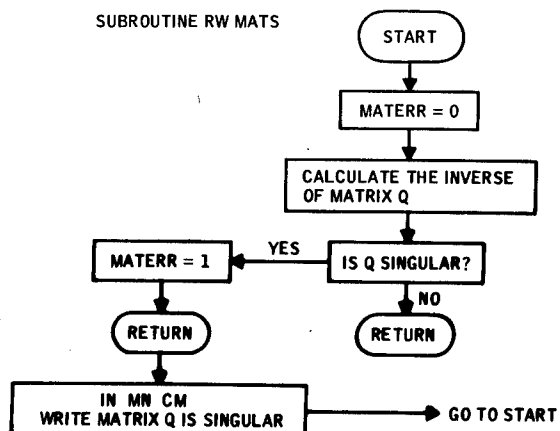 SUBROUTINE RW MATS
START
MATERR = 0
CALCULATE THE INVERSE
OF MATRIX Q
IS Q SINGULAR?
YES
MATERR = 1
NO
RETURN
RETURN
IN MN CM
WRITE MATRIX Q IS SINGULAR
GO TO START